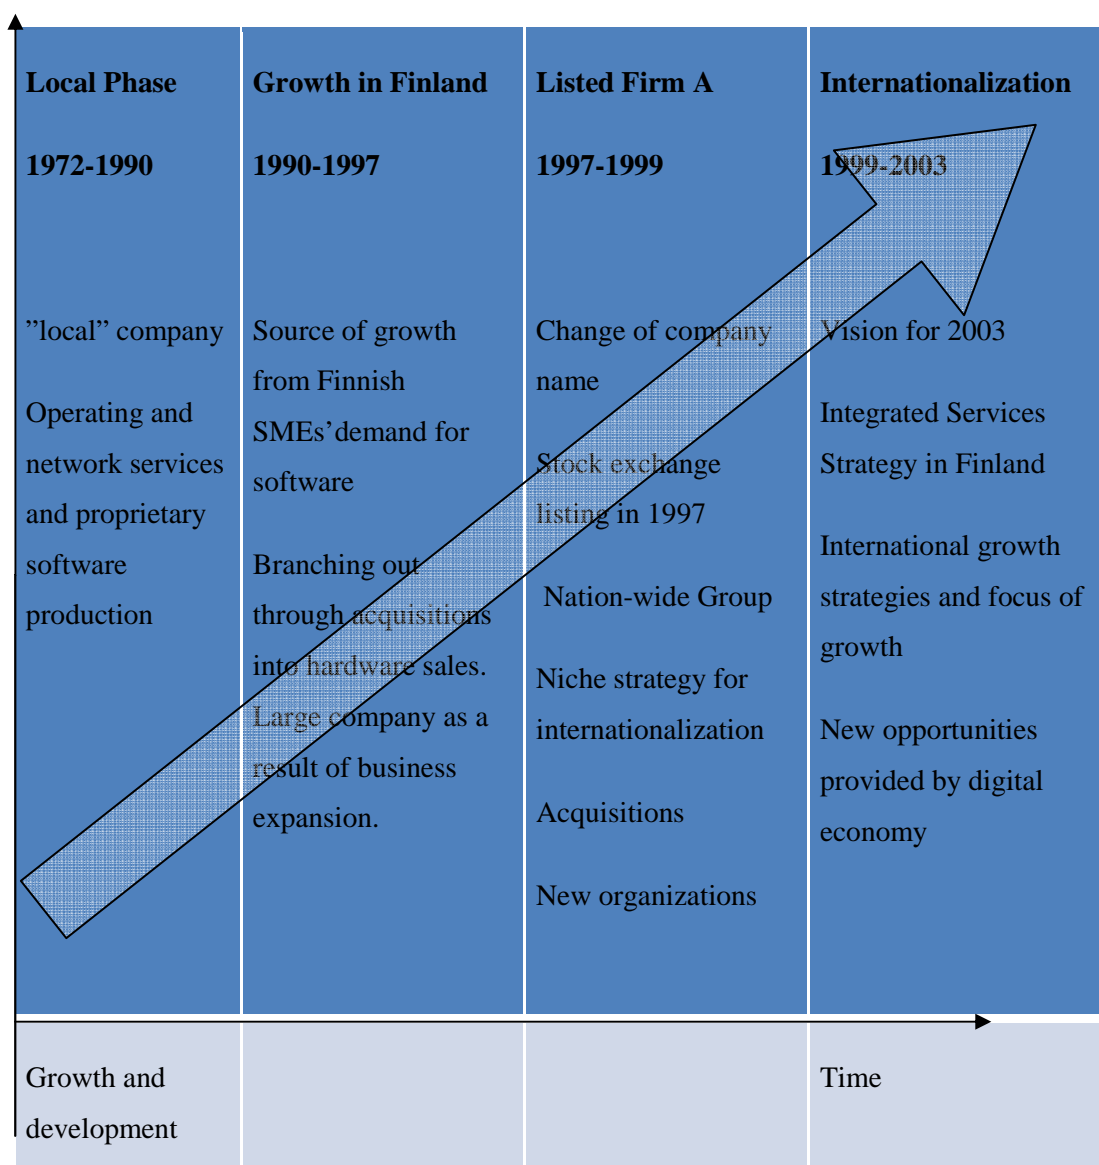 Local Phase
1972-1990
”local” company
Operating and
network services
and proprietary
software
production
Growth in Finland
1990-1997
Source of growth
from Finnish
SMEs’demand for
software
Branching out
through acquisitions
into hardware sales.
Large company as a
result of business
expansion.
Listed Firm A
1997-1999
Change of company
name
Stock exchange
listing in 1997
Nation-wide Group
Niche strategy for
internationalization
Acquisitions
New organizations
Internationalization
1999-2003
Vision for 2003
Integrated Services
Strategy in Finland
International growth
strategies and focus of
growth
New opportunities
provided by digital
economy
Growth and
development
Time